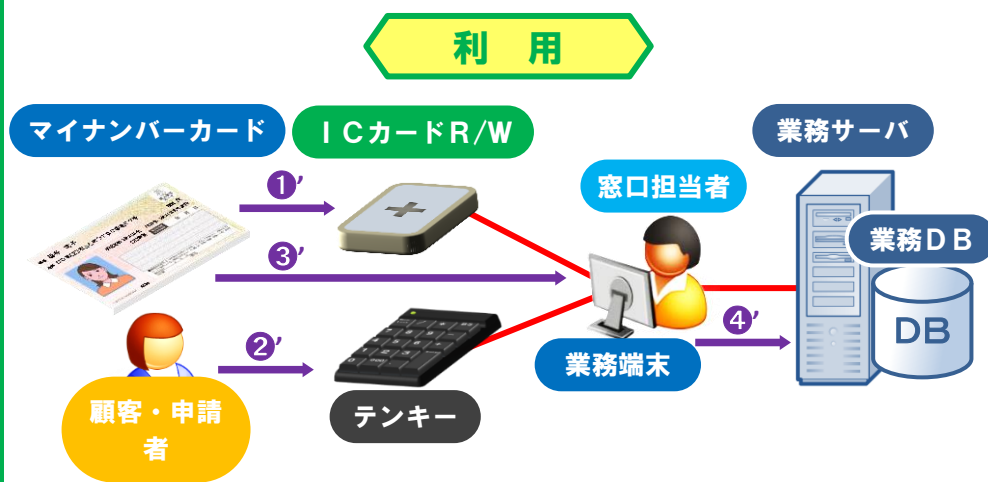 利 用
マイナンバーカード
ICカードR/W
業務サーバ
窓口担当者
❶’
業務DB
❸’
❹’
DB
❷’
業務端末
顧客・申請
者
テンキー